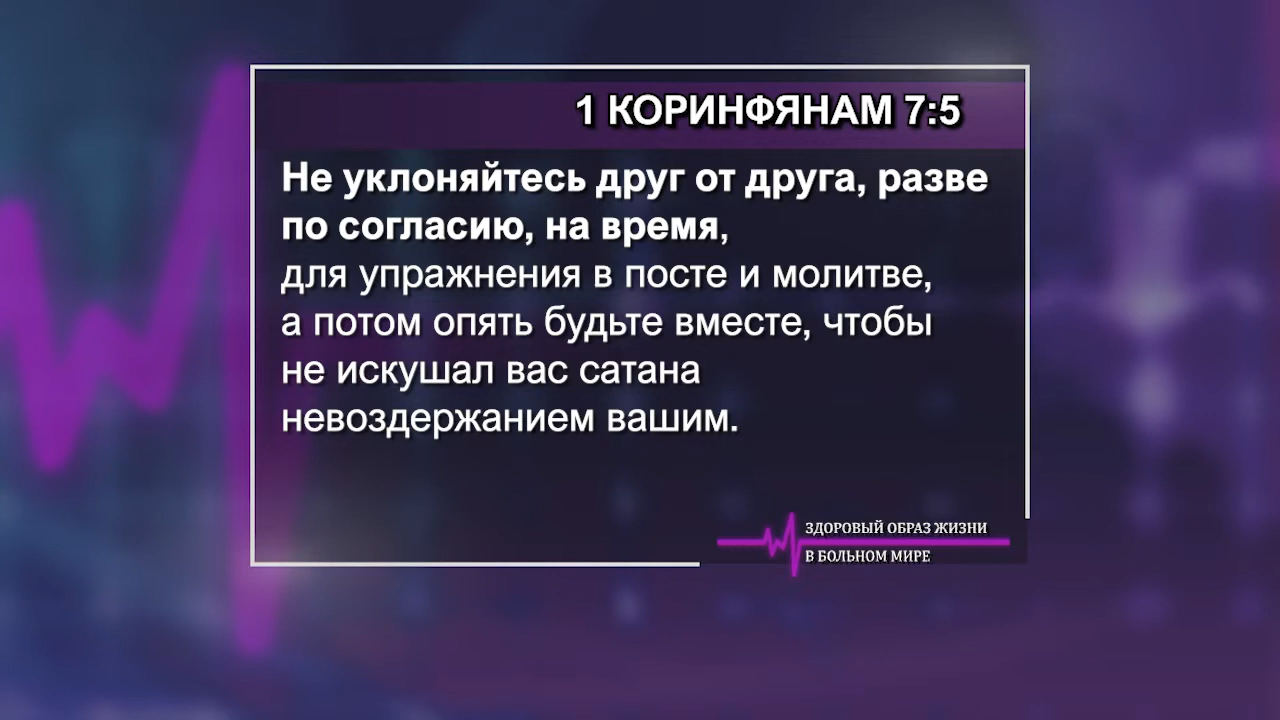 1 КОРИНФЯНАМ 7:5
Не уклоняйтесь друг от друга, разве
по согласию, на время,
для упражнения в посте и молитве,
а потом опять будьте вместе, чтобы
не искушал вас сатана
невоздержанием вашим.
ЗДОРОВЫЙ ОБРАЗ ЖИЗНИ
В БОЛЬНОМ МИРЕ